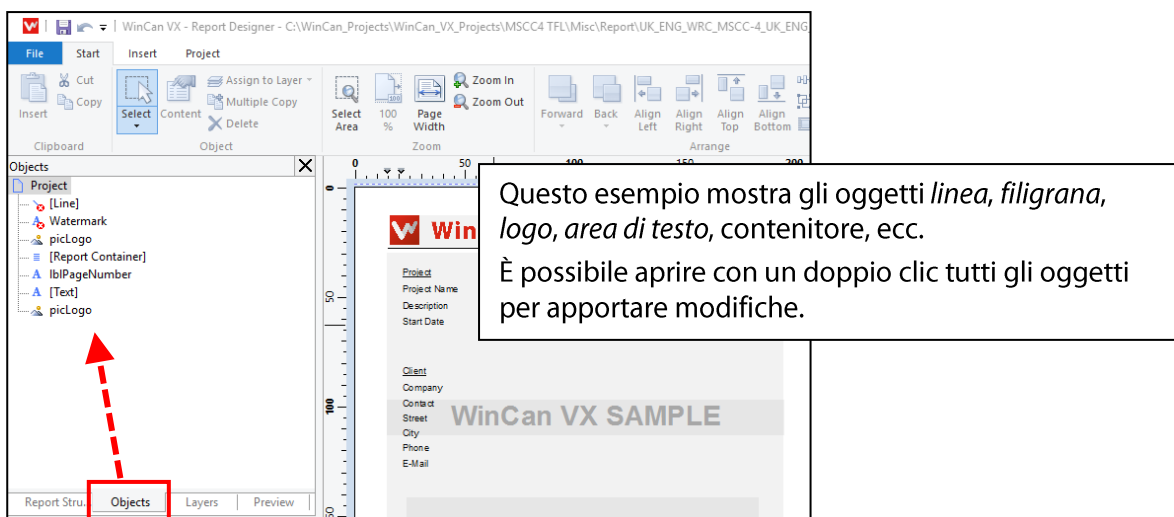 WinCan VX - Report Designer - C:\WinCan_Projects\WinCan_VX_Projects\MSCC4 TFL\Misc\Report\UK_ENG_WRC_MSCC-4_UK_ENG
File Start Insert Project
Insert
Cut
Copy
Clipboard
Select
Content
Assign to Layer
Multiple Copy
Delete
Object
Select Area
100 %
Page Width
Zoom In
Zoom Out
Zoom
Forward
Back
Align Left
Align Right
Align Top
Align Bottom
Arrange
Objects
Project
[Line]
Watermark
picLogo
[Report Container]
lblPageNumber
[Text]
picLogo
Report Stru. Objects Layers Preview
0 50 100 150 200
0
50
100
Win
Project
Project Name
Description
Start Date
Client
Company
Contact
Street
City
Phone
E-Mail
WinCan VX SAMPLE
Questo esempio mostra gli oggetti linea, filigrana,
logo, area di testo, contenitore, ecc.
È possibile aprire con un doppio clic tutti gli oggetti
per apportare modifiche.